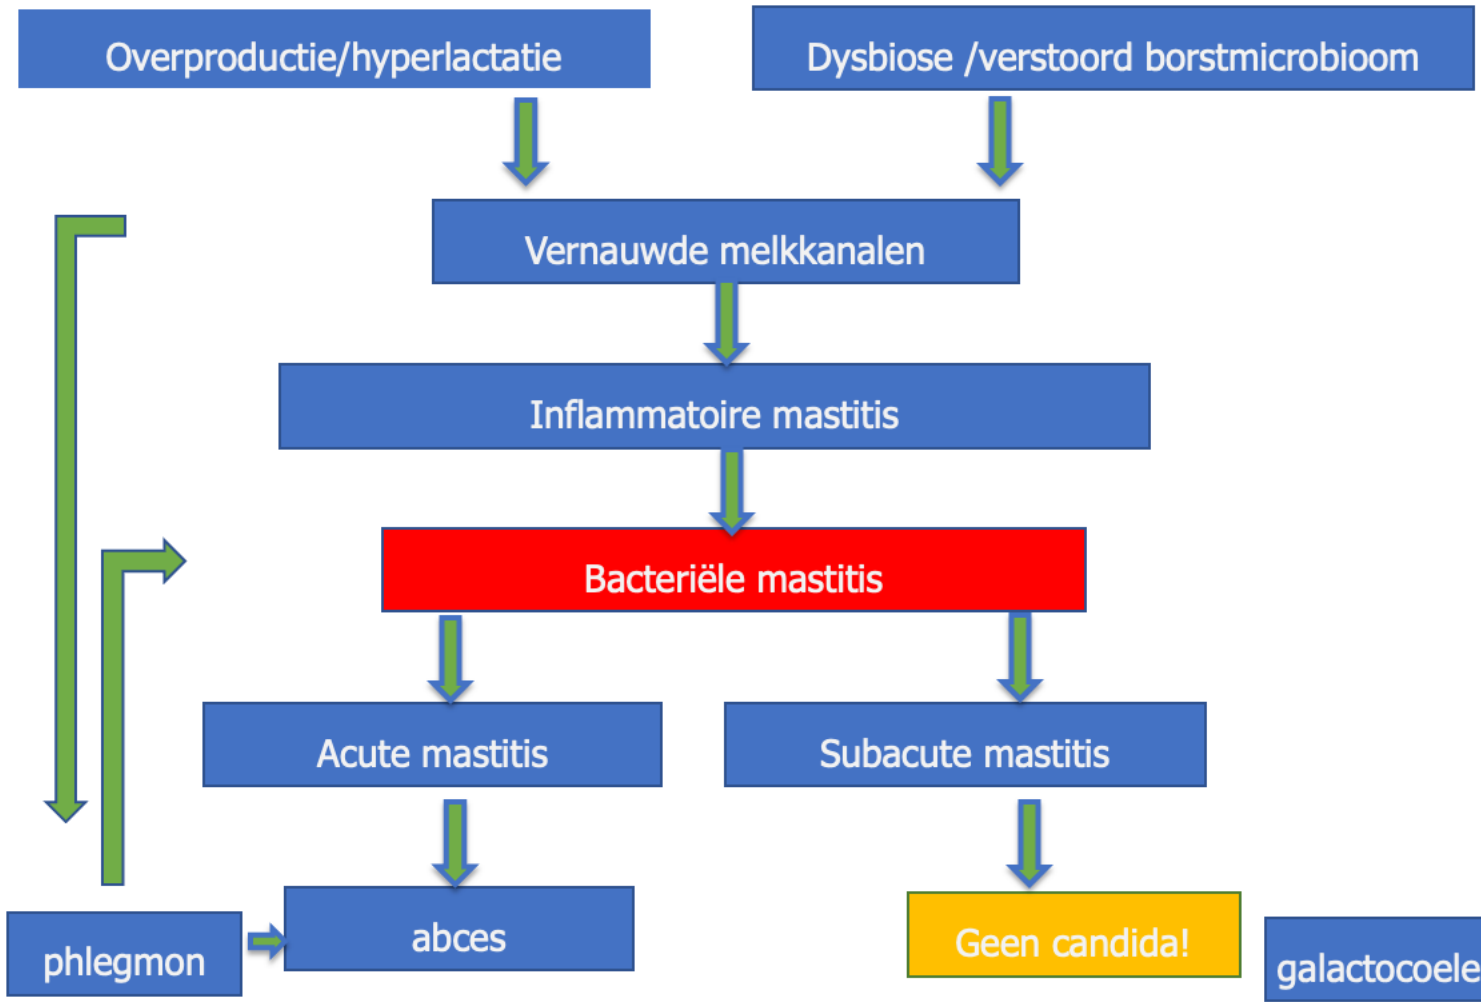 Overproductie/hyperlactatie
Dysbiose /verstoord borstmicrobioom
Vernauwde melkkanalen
Inflammatoire mastitis
Bacteriële mastitis
Acute mastitis
Subacute mastitis
phlegmon
abces
Geen candida!
galactocoele